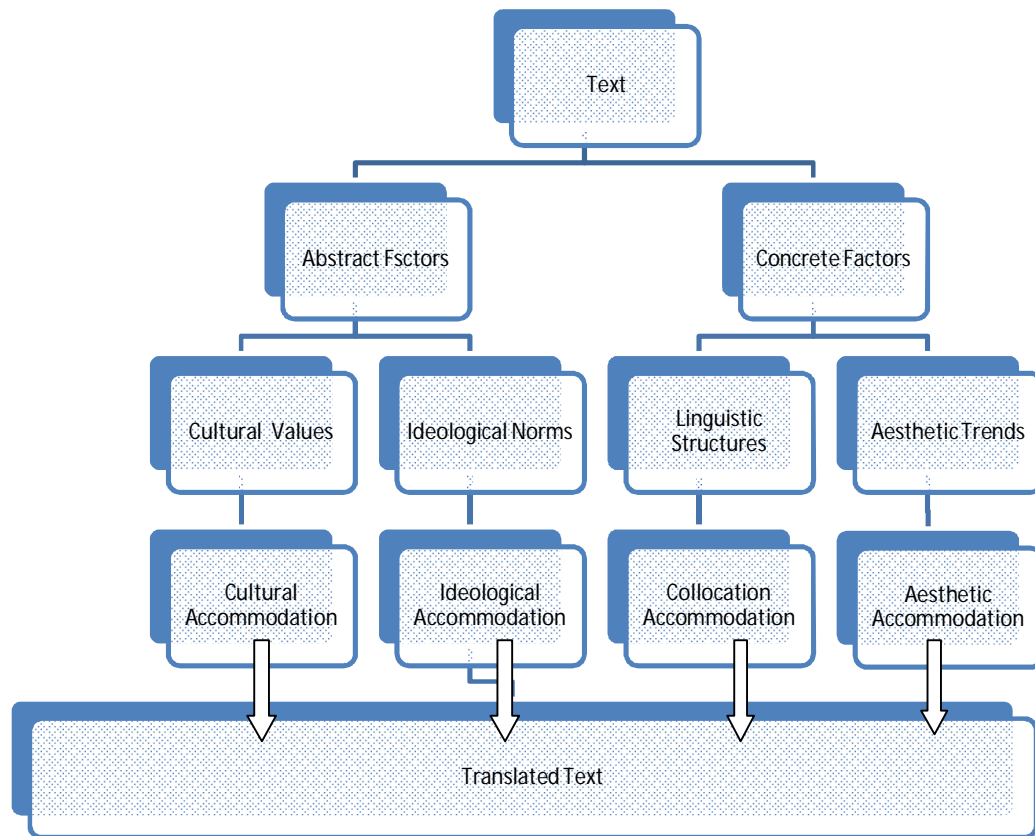 Text
Abstract Fsctors
Concrete Factors
Cultural Values
Ideological Norms
Linguistic
Structures
Aesthetic Trends
Cultural
Accommodation
Ideological
Accommodation
Collocation
Accommodation
Aesthetic
Accommodation
Translated Text